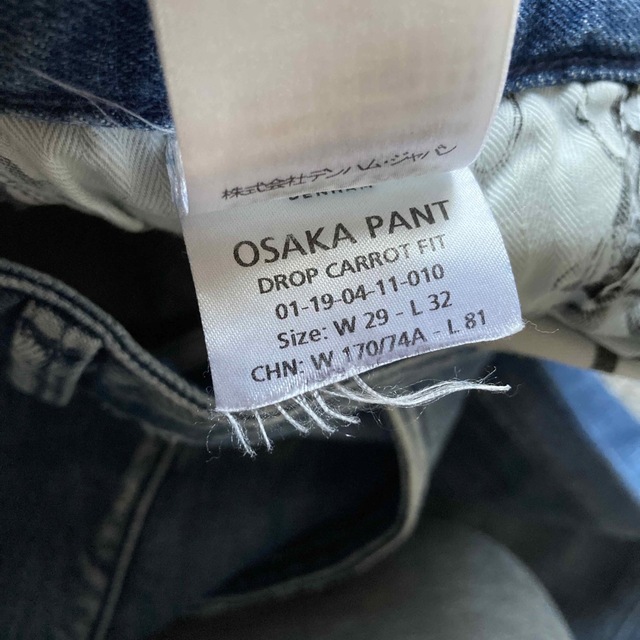 株式会社デンハム・ジャパン
OSAKA PANT
DROP CARROT FIT
01-19-04-11-010
Size: W 29 - L 32
CHN: W 170/74A - L 81